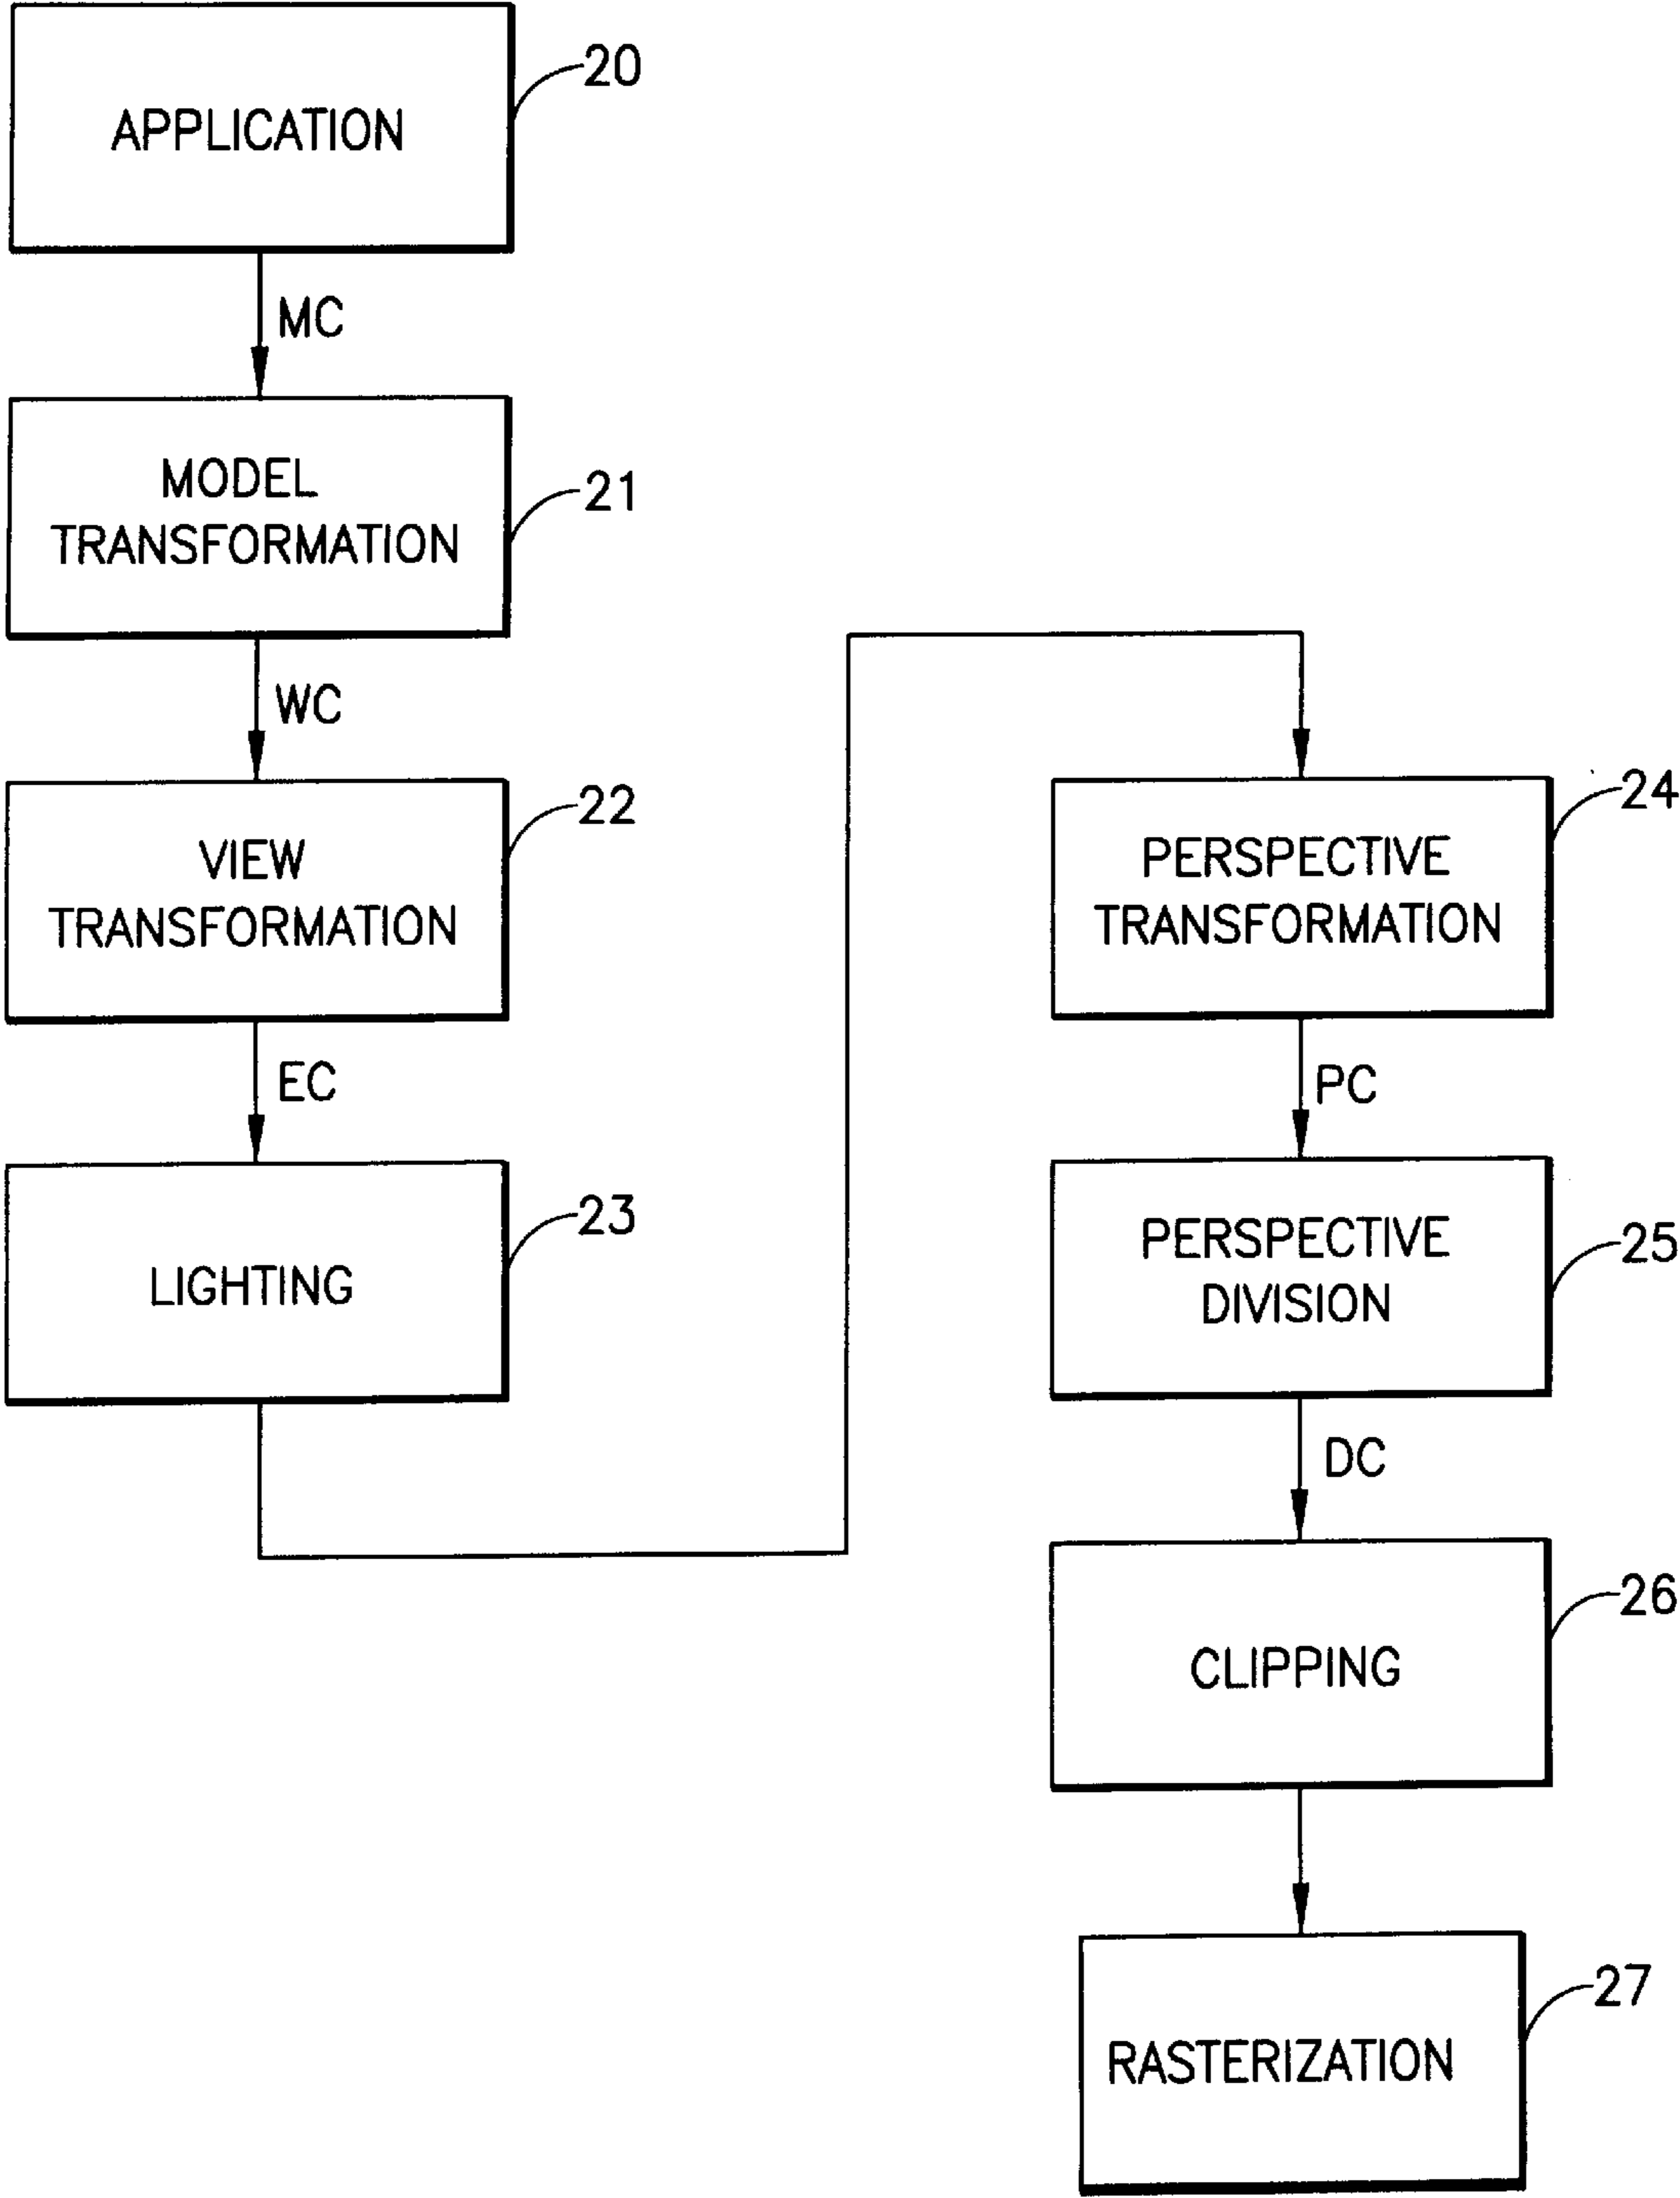 APPLICATION
20
MC
MODEL
TRANSFORMATION
21
WC
VIEW
TRANSFORMATION
22
EC
LIGHTING
23
PERSPECTIVE
TRANSFORMATION
24
PC
PERSPECTIVE
DIVISION
25
DC
CLIPPING
26
RASTERIZATION
27